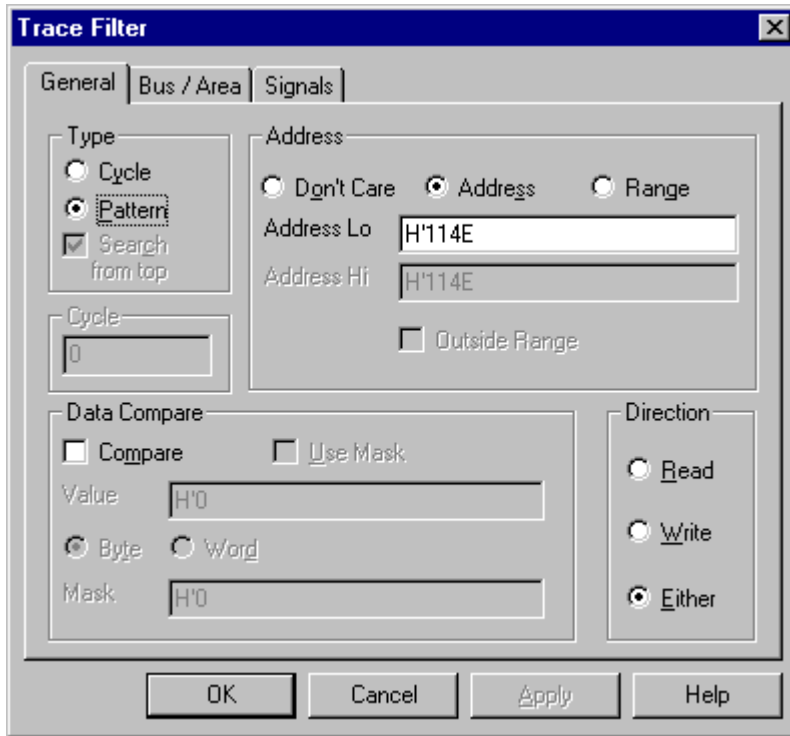 Trace Filter
General Bus / Area Signals
Type
Cycle
Pattern
Search
from top
Address
Don't Care Address Range
Address Lo H'114E
Address Hi H'114E
Outside Range
Cycle
0
Data Compare
Compare Use Mask
Value H'0
Byte Word
Mask H'0
Direction
Read
Write
Either
OK Cancel Apply Help